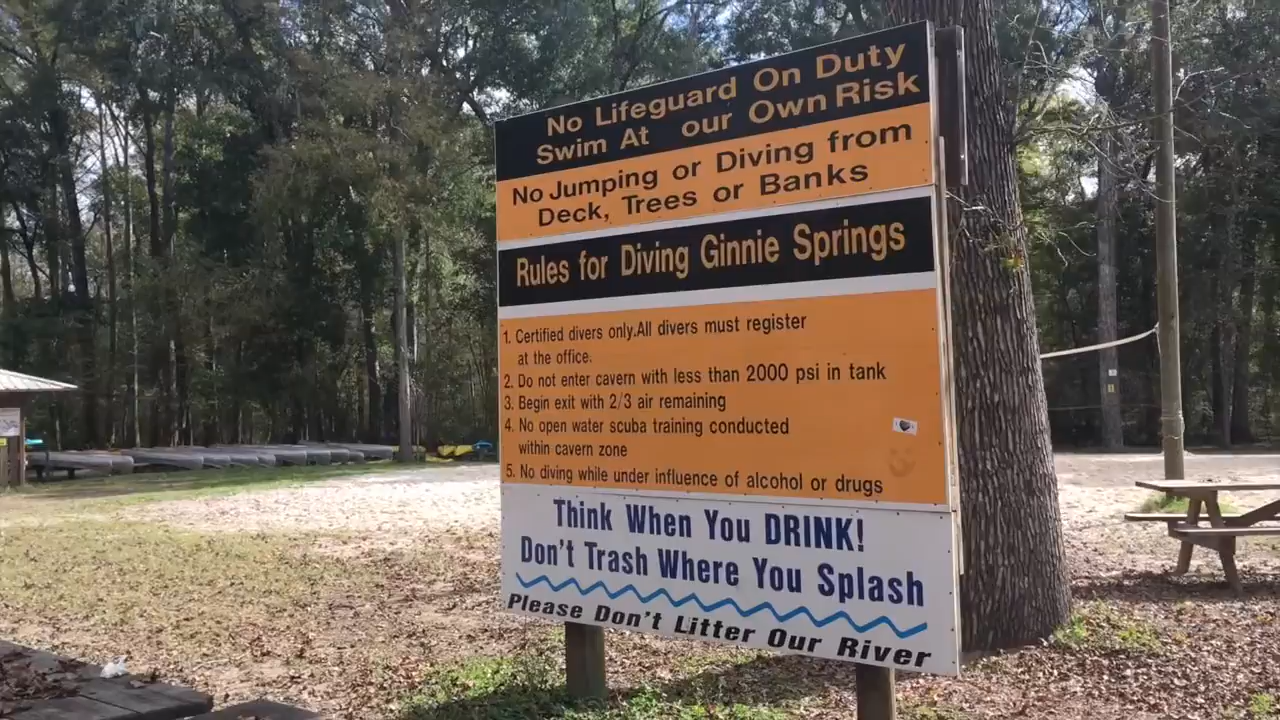 No Lifeguard On Duty
Swim At our Own Risk
No Jumping or Diving from
Deck, Trees or Banks
Rules for Diving Ginnie Springs
1. Certified divers only.All divers must register
at the office.
2. Do not enter cavern with less than 2000 psi in tank
3. Begin exit with 2/3 air remaining
4. No open water scuba training conducted
within cavern zone
5. No diving while under influence of alcohol or drugs
Think When You DRINK!
Don't Trash Where You Splash
Please Don't Litter Our River